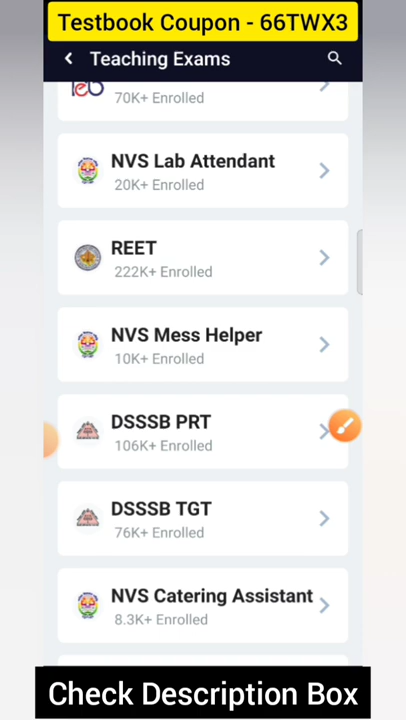 Testbook Coupon - 66TWX3
Teaching Exams
70K+ Enrolled
NVS Lab Attendant
20K+ Enrolled
REET
222K+ Enrolled
NVS Mess Helper
10K+ Enrolled
DSSSB PRT
106K+ Enrolled
DSSSB TGT
76K+ Enrolled
NVS Catering Assistant
8.3K+ Enrolled
Check Description Box